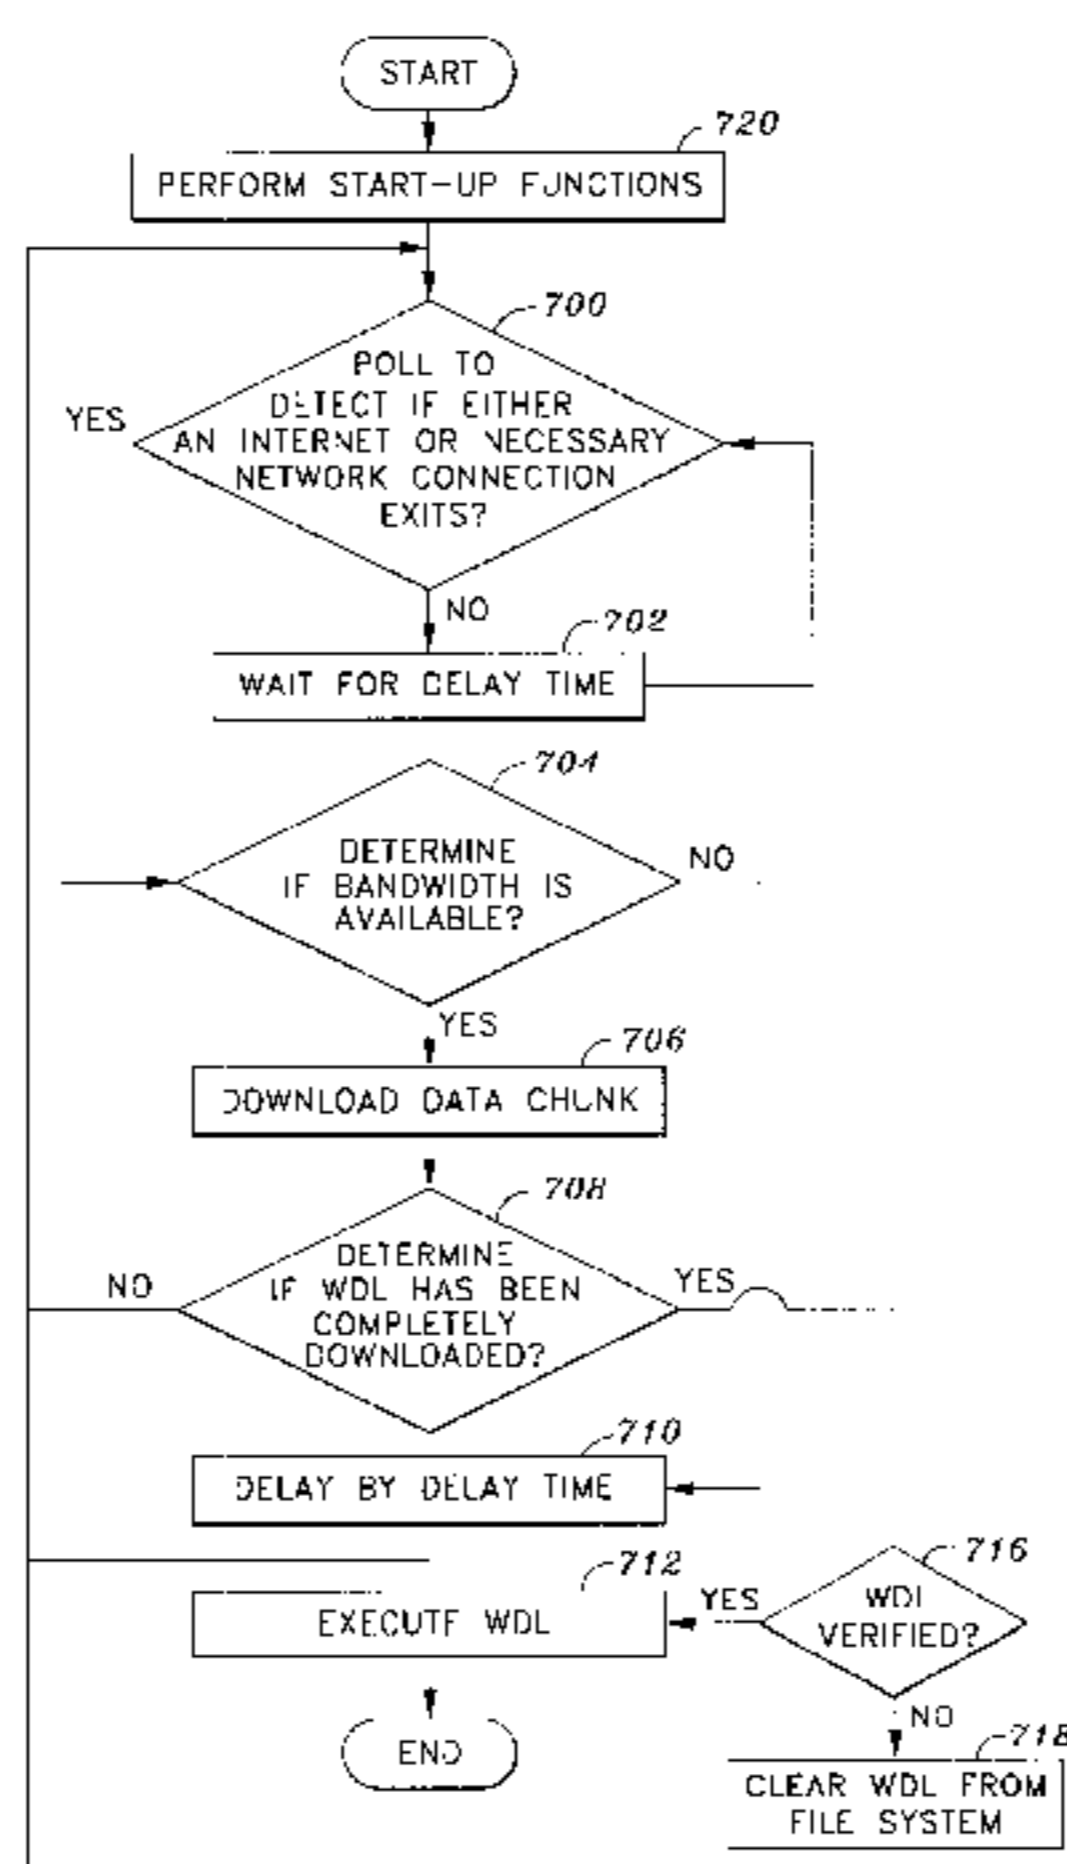 START
720
PERFORM START-UP FUNCTIONS
700
POLL TO
DETECT IF EITHER
AN INTERNET OR NECESSARY
NETWORK CONNECTION
EXITS?
YES
NO
702
WAIT FOR DELAY TIME
704
DETERMINE
IF BANDWIDTH IS
AVAILABLE?
NO
YES
706
DOWNLOAD DATA CHUNK
708
DETERMINE
IF WDL HAS BEEN
COMPLETELY
DOWNLOADED?
NO
YES
710
DELAY BY DELAY TIME
712
EXECUTE WDL
716
WDL
VERIFIED?
YES
NO
END
718
CLEAR WDL FROM
FILE SYSTEM